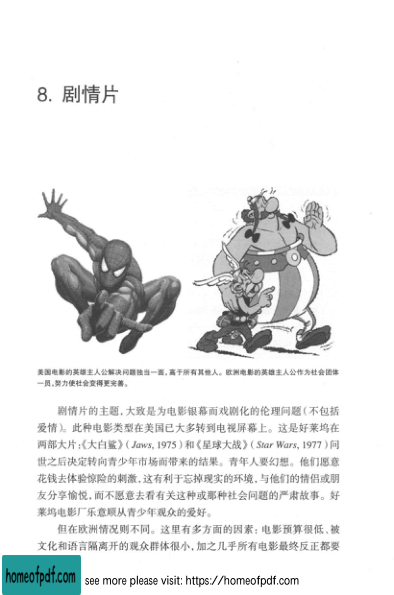 8. 剧情片
美国电影的英雄主人公解决问题独当一面，高于所有其他人。欧洲电影的英雄主人公作为社会团体
一员，努力使社会变得更完善。
剧情片的主题，大致是为电影银幕而戏剧化的伦理问题（不包括
爱情）。此种电影类型在美国已大多转到电视屏幕上。这是好莱坞在
两部大片：《大白鲨》（Jaws, 1975）和《星球大战》（Star Wars, 1977）问
世之后决定转向青少年市场而带来的结果。青年人要幻想。他们愿意
花钱去体验惊险的刺激，这有利于忘掉现实的环境，与他们的情侣或朋
友分享愉悦，而不愿意去看有关这种或那种社会问题的严肃故事。好
莱坞电影厂乐意顺从青少年观众的爱好。
但在欧洲情况则不同。这里有多方面的因素：电影预算很低、被
文化和语言隔离开的观众群体很小，加之几乎所有电影最终反正都要
homeofpdf.com
see more please visit: https://homeofpdf.com